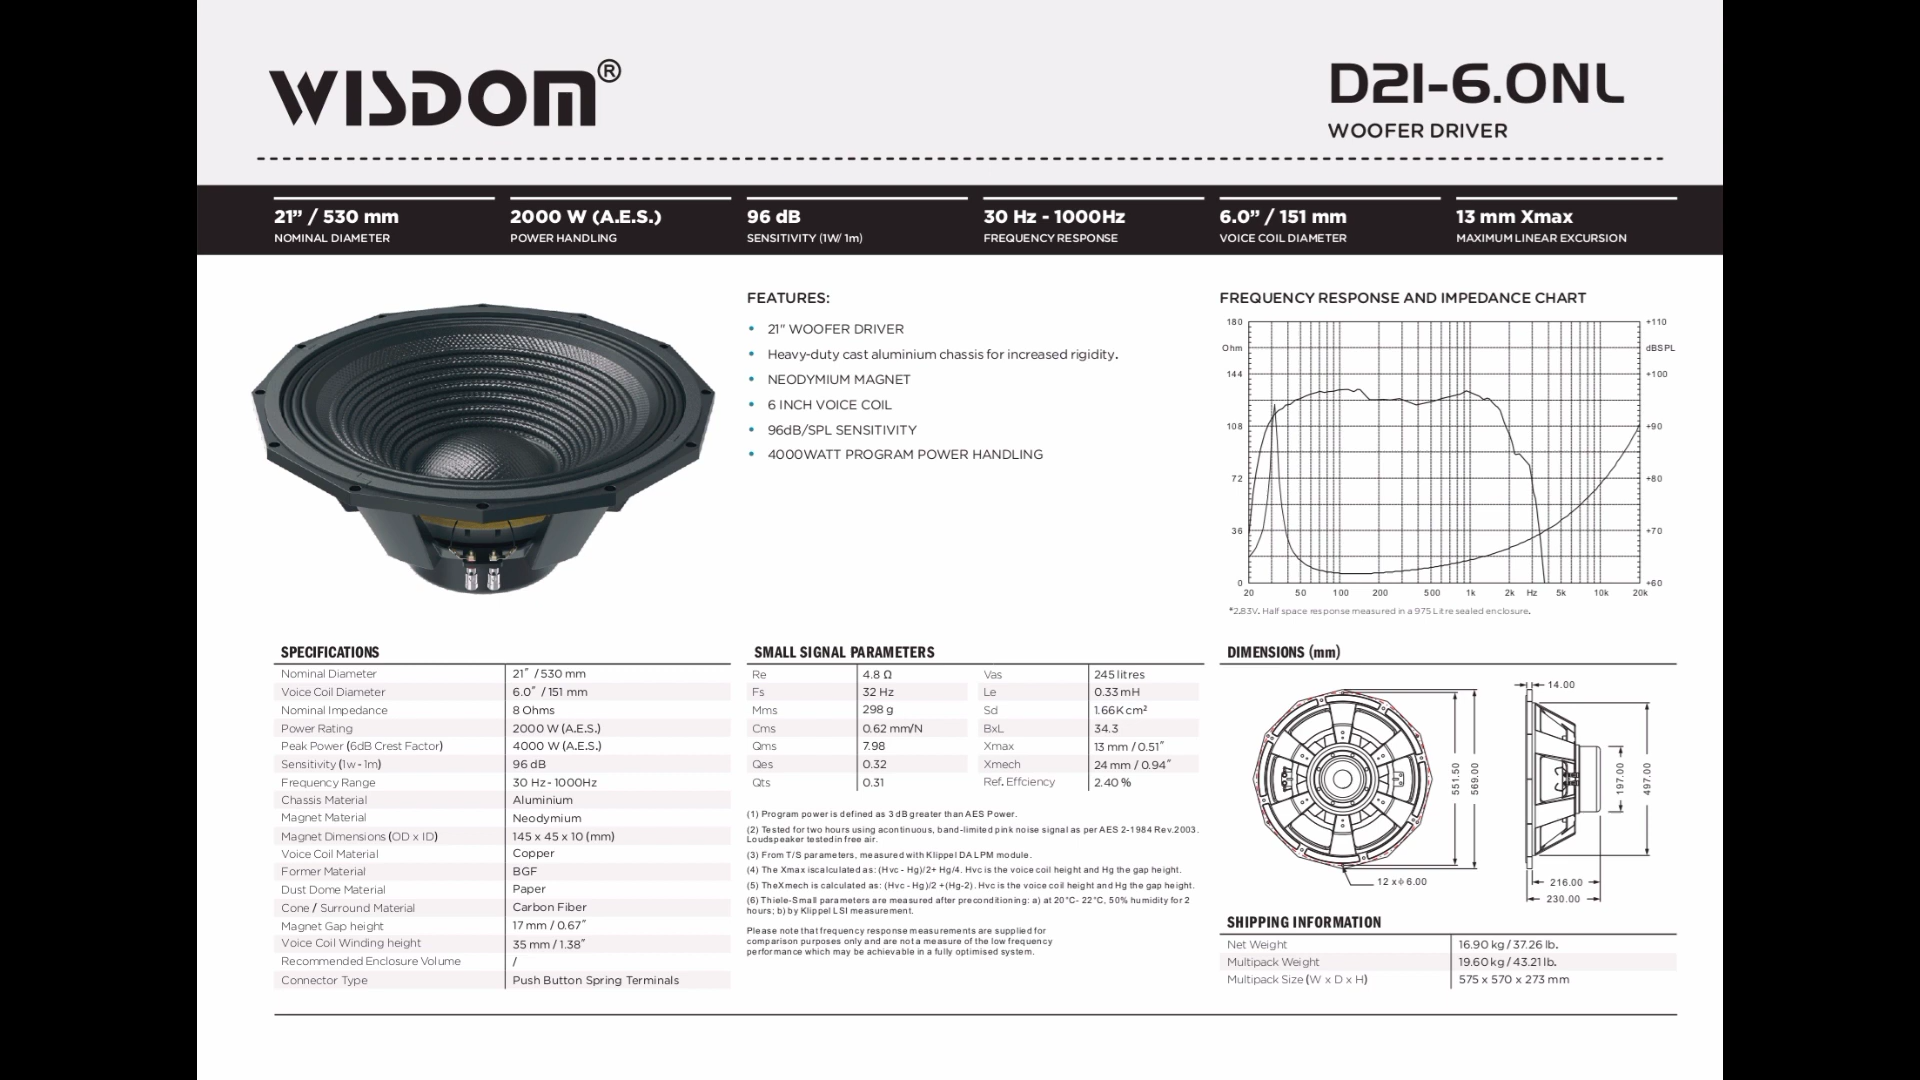 WISDOM®
D21-6.0NL
WOOFER DRIVER
21” / 530 mm
NOMINAL DIAMETER
2000 W (A.E.S.)
POWER HANDLING
96 dB
SENSITIVITY (1W/ 1m)
30 Hz - 1000Hz
FREQUENCY RESPONSE
6.0” / 151 mm
VOICE COIL DIAMETER
13 mm Xmax
MAXIMUM LINEAR EXCURSION
FEATURES:
• 21" WOOFER DRIVER
• Heavy-duty cast aluminium chassis for increased rigidity.
• NEODYMIUM MAGNET
• 6 INCH VOICE COIL
• 96dB/SPL SENSITIVITY
• 4000WATT PROGRAM POWER HANDLING
FREQUENCY RESPONSE AND IMPEDANCE CHART
180 +110
Ohm dBSPL
144 +100
108 +90
72 +80
36 +70
0 +60
20 50 100 200 500 1k 2k Hz 5k 10k 20k
*2.83V. Half space response measured in a 975 Litre sealed enclosure.
SPECIFICATIONS
Nominal Diameter 21″ / 530 mm
Voice Coil Diameter 6.0″ / 151 mm
Nominal Impedance 8 Ohms
Power Rating 2000 W (A.E.S.)
Peak Power (6dB Crest Factor) 4000 W (A.E.S.)
Sensitivity (1w - 1m) 96 dB
Frequency Range 30 Hz - 1000Hz
Chassis Material Aluminium
Magnet Material Neodymium
Magnet Dimensions (OD x ID) 145 x 45 x 10 (mm)
Voice Coil Material Copper
Former Material BGF
Dust Dome Material Paper
Cone / Surround Material Carbon Fiber
Magnet Gap height 17 mm / 0.67″
Voice Coil Winding height 35 mm / 1.38″
Recommended Enclosure Volume /
Connector Type Push Button Spring Terminals
SMALL SIGNAL PARAMETERS
Re 4.8 Ω Vas 245 litres
Fs 32 Hz Le 0.33 mH
Mms 298 g Sd 1.66K cm²
Cms 0.62 mm/N BxL 34.3
Qms 7.98 Xmax 13 mm / 0.51″
Qes 0.32 Xmech 24 mm / 0.94″
Qts 0.31 Ref. Effciency 2.40 %
(1) Program power is defined as 3 dB greater than AES Power.
(2) Tested for two hours using acontinuous, band-limited pink noise signal as per AES 2-1984 Rev.2003.
Loudspeaker tested in free air.
(3) From T/S parameters, measured with Klippel DA LPM module.
(4) The Xmax iscalculated as: (Hvc - Hg)/2+ Hg/4. Hvc is the voice coil height and Hg the gap height.
(5) TheXmech is calculated as: (Hvc - Hg)/2 +(Hg-2). Hvc is the voice coil height and Hg the gap height.
(6) Thiele-Small parameters are measured after preconditioning: a) at 20°C- 22°C, 50% humidity for 2
hours; b) by Klippel LSI measurement.
Please note that frequency response measurements are supplied for
comparison purposes only and are not a measure of the low frequency
performance which may be achievable in a fully optimised system.
DIMENSIONS (mm)
14.00
551.50
569.00
197.00
497.00
12 xϕ 6.00
216.00
230.00
SHIPPING INFORMATION
Net Weight 16.90 kg / 37.26 lb.
Multipack Weight 19.60 kg / 43.21 lb.
Multipack Size (W x D x H) 575 x 570 x 273 mm